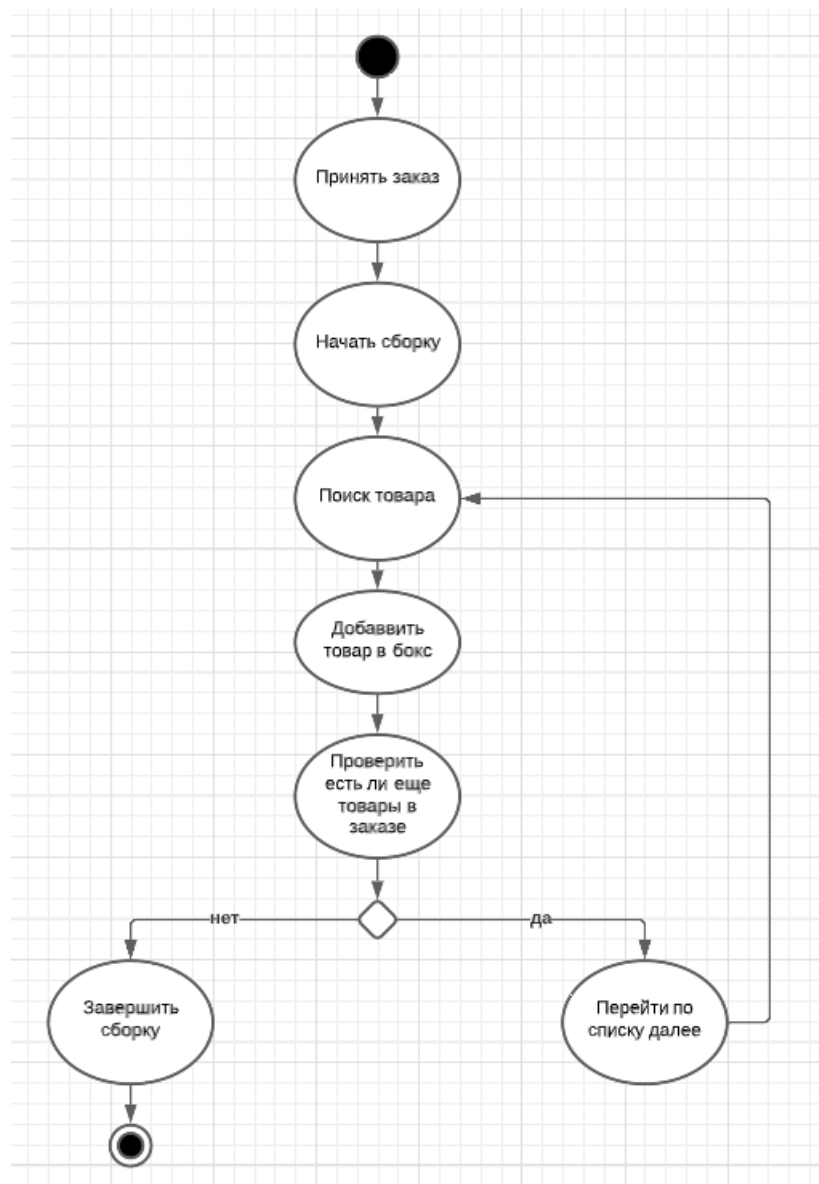 Принять заказ
Начать сборку
Поиск товара
Добаввить
товар в бокс
Проверить
есть ли еще
товары в
заказе
нет
да
Завершить
сборку
Перейти по
списку далее